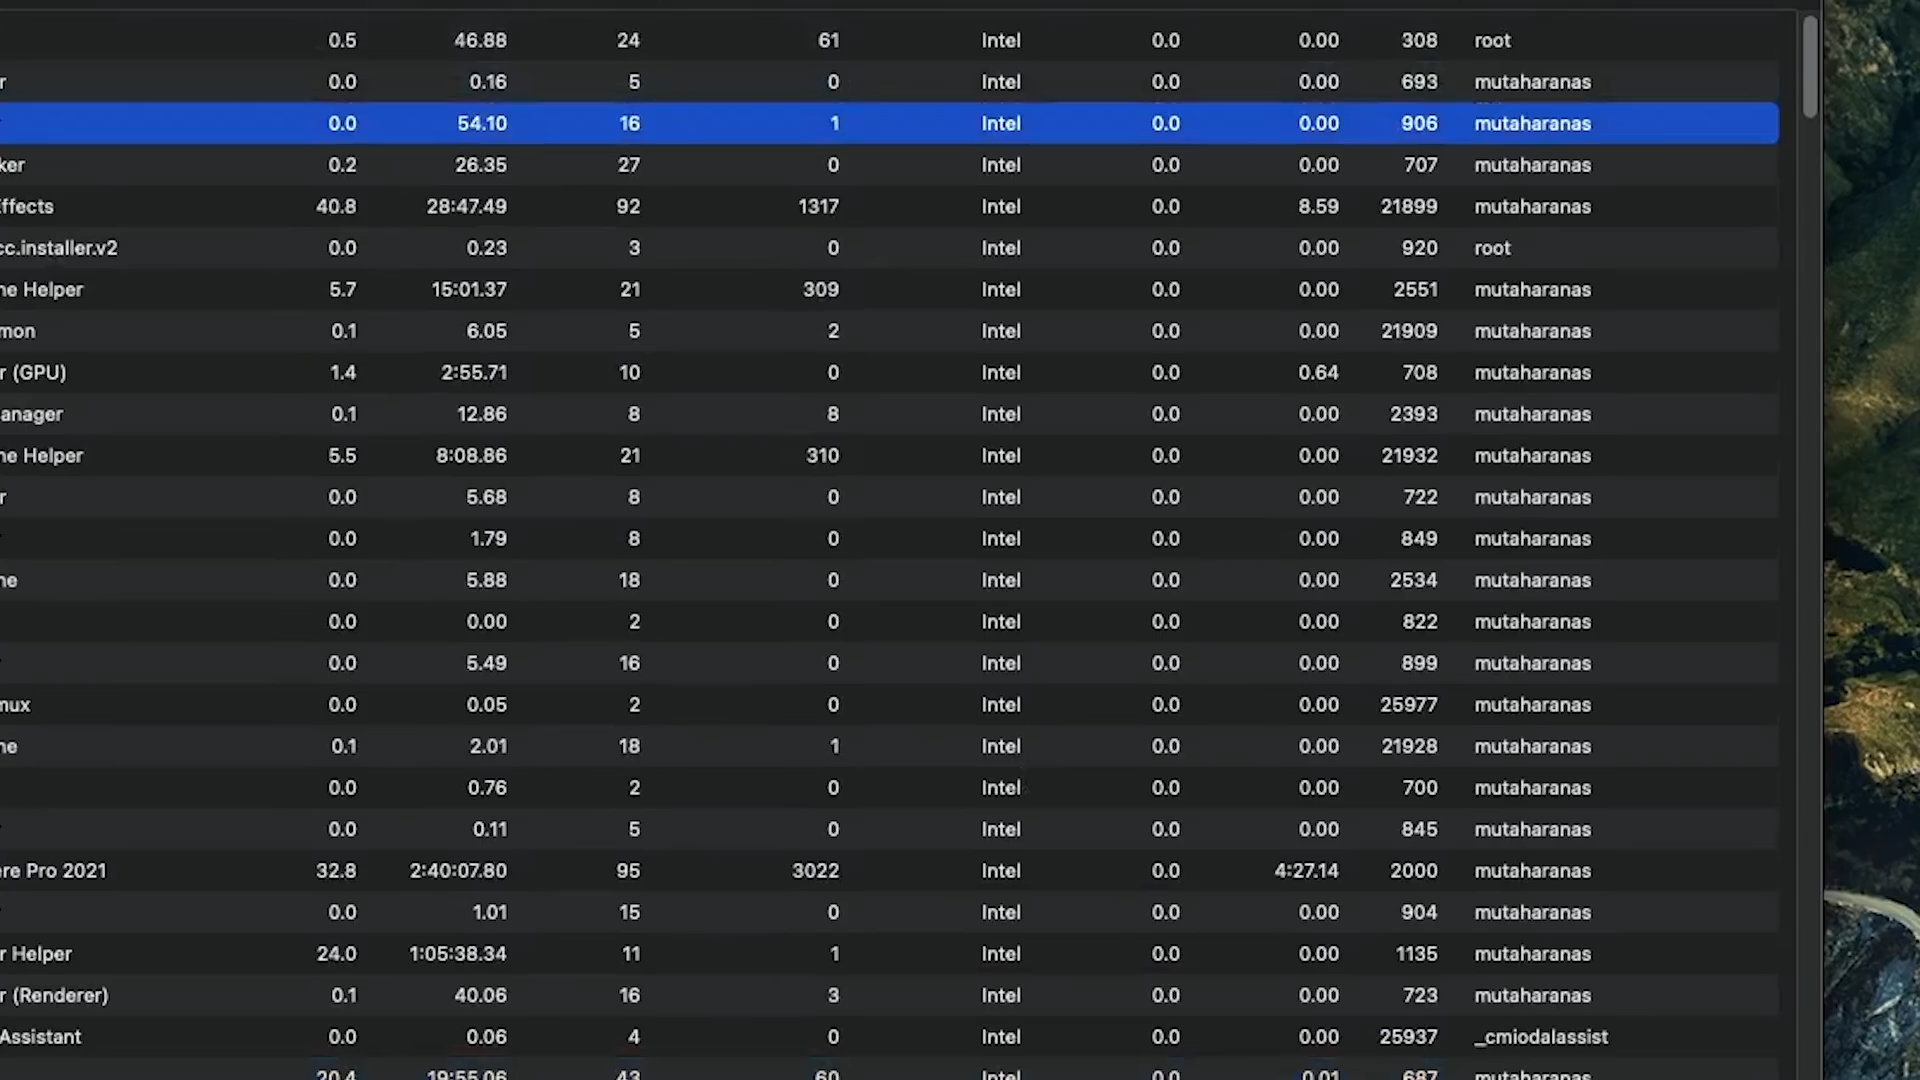 0.5 46.88 24 61 Intel 0.0 0.00 308 root
r 0.0 0.16 5 0 Intel 0.0 0.00 693 mutaharanas
0.0 54.10 16 1 Intel 0.0 0.00 906 mutaharanas
ker 0.2 26.35 27 0 Intel 0.0 0.00 707 mutaharanas
Effects 40.8 28:47.49 92 1317 Intel 0.0 8.59 21899 mutaharanas
cc.installer.v2 0.0 0.23 3 0 Intel 0.0 0.00 920 root
ne Helper 5.7 15:01.37 21 309 Intel 0.0 0.00 2551 mutaharanas
mon 0.1 6.05 5 2 Intel 0.0 0.00 21909 mutaharanas
r (GPU) 1.4 2:55.71 10 0 Intel 0.0 0.64 708 mutaharanas
anager 0.1 12.86 8 8 Intel 0.0 0.00 2393 mutaharanas
ne Helper 5.5 8:08.86 21 310 Intel 0.0 0.00 21932 mutaharanas
r 0.0 5.68 8 0 Intel 0.0 0.00 722 mutaharanas
0.0 1.79 8 0 Intel 0.0 0.00 849 mutaharanas
ne 0.0 5.88 18 0 Intel 0.0 0.00 2534 mutaharanas
0.0 0.00 2 0 Intel 0.0 0.00 822 mutaharanas
0.0 5.49 16 0 Intel 0.0 0.00 899 mutaharanas
mux 0.0 0.05 2 0 Intel 0.0 0.00 25977 mutaharanas
ne 0.1 2.01 18 1 Intel 0.0 0.00 21928 mutaharanas
0.0 0.76 2 0 Intel 0.0 0.00 700 mutaharanas
0.0 0.11 5 0 Intel 0.0 0.00 845 mutaharanas
ere Pro 2021 32.8 2:40:07.80 95 3022 Intel 0.0 4:27.14 2000 mutaharanas
0.0 1.01 15 0 Intel 0.0 0.00 904 mutaharanas
r Helper 24.0 1:05:38.34 11 1 Intel 0.0 0.00 1135 mutaharanas
r (Renderer) 0.1 40.06 16 3 Intel 0.0 0.00 723 mutaharanas
Assistant 0.0 0.06 4 0 Intel 0.0 0.00 25937 _cmiodalassist
20.4 19:55.06 43 60 Intel 0.0 0.01 687 mutaharanas